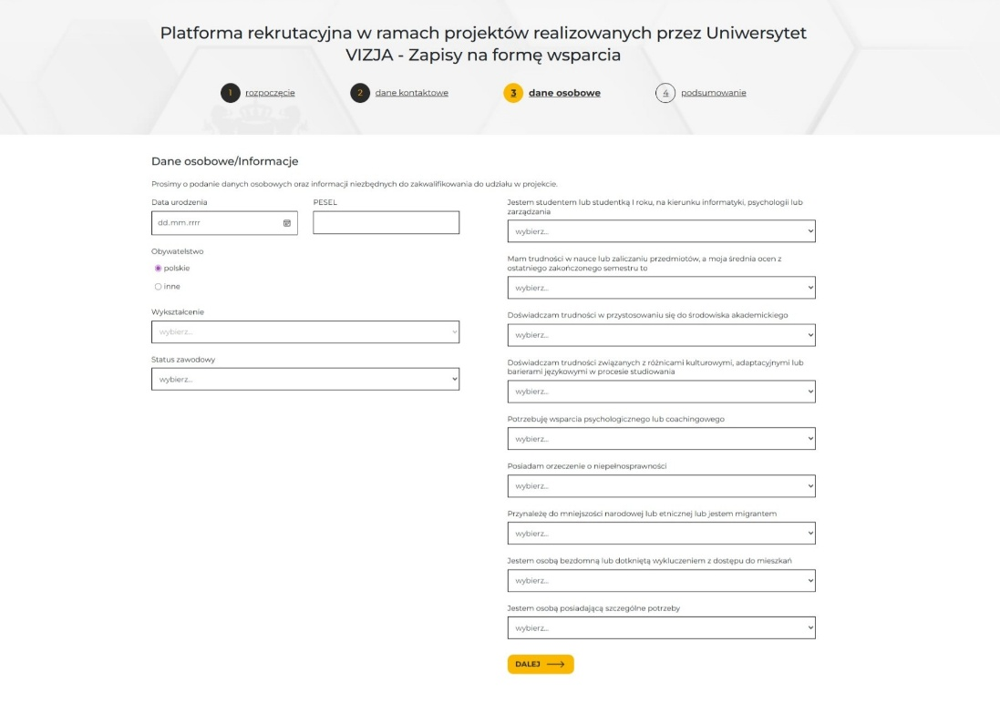 Platforma rekrutacyjna w ramach projektów realizowanych przez Uniwersytet
VIZJA - Zapisy na formę wsparcia
1 rozpoczęcie 2 dane kontaktowe 3 dane osobowe 4 podsumowanie
Dane osobowe/Informacje
Prosimy o podanie danych osobowych oraz informacji niezbędnych do zakwalifikowania do udziału w projekcie.
Data urodzenia PESEL
dd.mm.rrrr
Obywatelstwo
polskie
inne
Wykształcenie
wybierz...
Status zawodowy
wybierz...
Jestem studentem lub studentką I roku, na kierunku informatyki, psychologii lub
zarządzania
wybierz...
Mam trudności w nauce lub zaliczaniu przedmiotów, a moja średnia ocen z
ostatniego zakończonego semestru to
wybierz...
Doświadczam trudności w przystosowaniu się do środowiska akademickiego
wybierz...
Doświadczam trudności związanych z różnicami kulturowymi, adaptacyjnymi lub
barierami językowymi w procesie studiowania
wybierz...
Potrzebuję wsparcia psychologicznego lub coachingowego
wybierz...
Posiadam orzeczenie o niepełnosprawności
wybierz...
Przynależę do mniejszości narodowej lub etnicznej lub jestem migrantem
wybierz...
Jestem osobą bezdomną lub dotkniętą wykluczeniem z dostępu do mieszkań
wybierz...
Jestem osobą posiadającą szczególne potrzeby
wybierz...
DALEJ